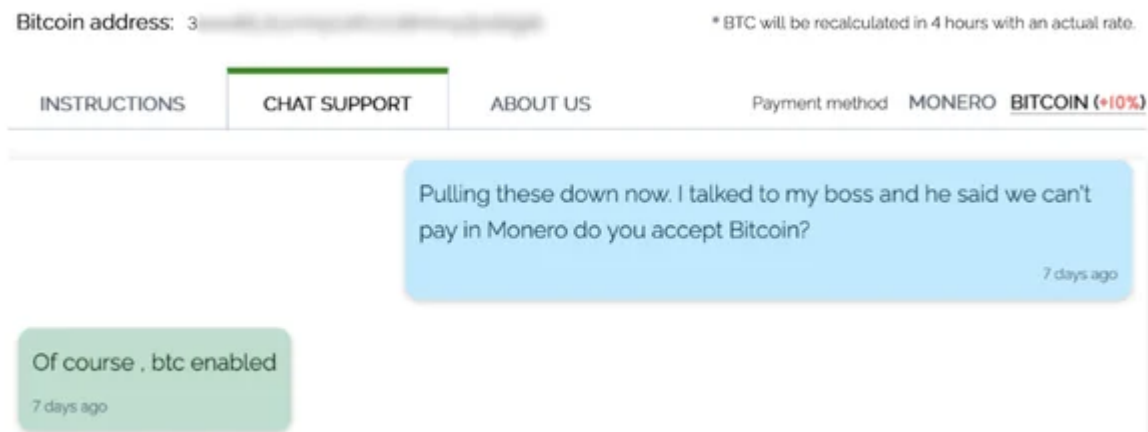 Bitcoin address: 3
* BTC will be recalculated in 4 hours with an actual rate.
INSTRUCTIONS
CHAT SUPPORT
ABOUT US
Payment method MONERO BITCOIN (+10%)
Pulling these down now. I talked to my boss and he said we can't
pay in Monero do you accept Bitcoin?
7 days ago
Of course , btc enabled
7 days ago